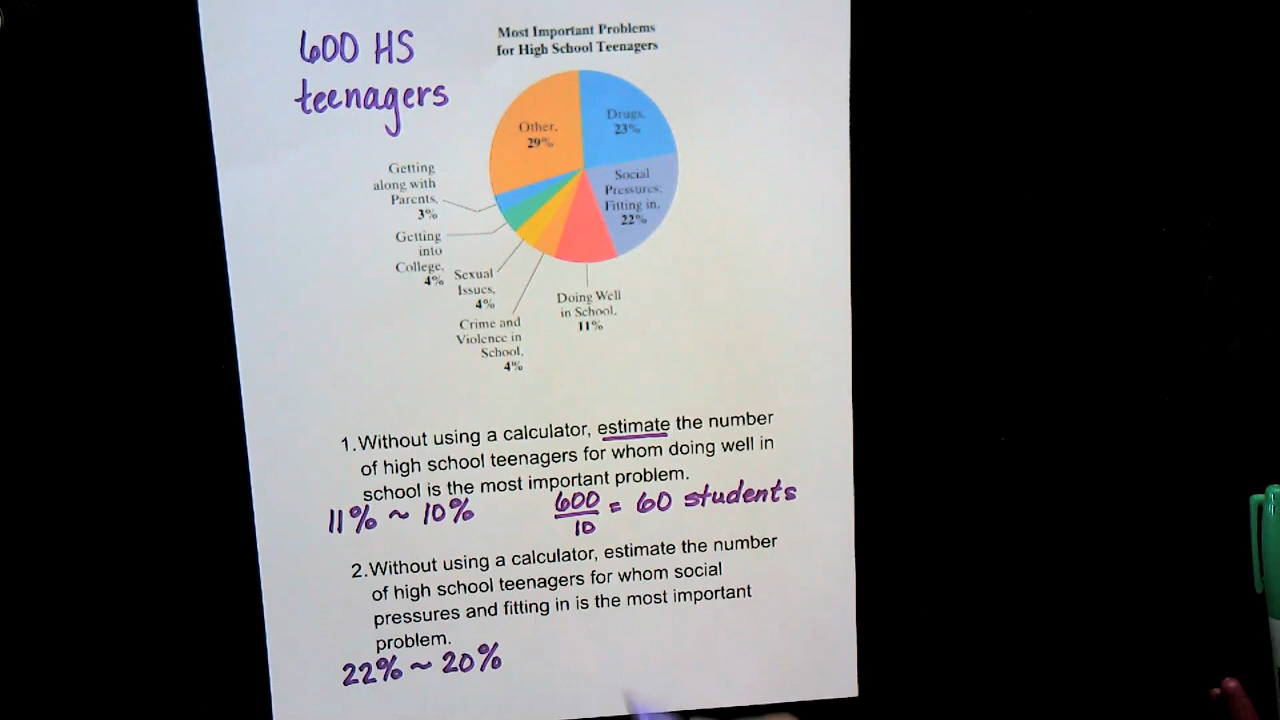 600 HS
teenagers
Most Important Problems
for High School Teenagers
Other,
29%
Drugs,
23%
Social
Pressures;
Fitting in,
22%
Getting
along with
Parents,
3%
Getting
into
College,
4%
Sexual
Issues,
4%
Crime and
Violence in
School,
4%
Doing Well
in School,
11%
1. Without using a calculator, estimate the number
of high school teenagers for whom doing well in
school is the most important problem.
11% ~ 10%
600
10
= 60 students
2. Without using a calculator, estimate the number
of high school teenagers for whom social
pressures and fitting in is the most important
problem.
22% ~ 20%